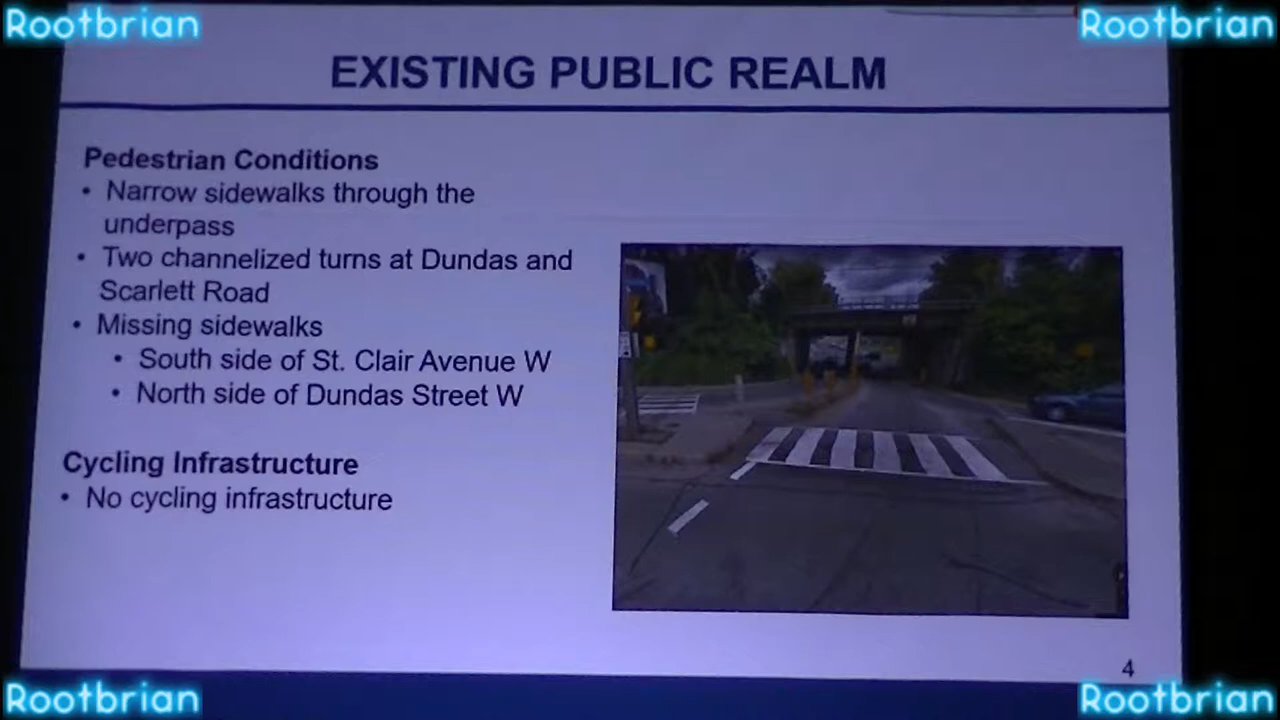 Rootbrian
Rootbrian
EXISTING PUBLIC REALM
Pedestrian Conditions
• Narrow sidewalks through the
underpass
• Two channelized turns at Dundas and
Scarlett Road
• Missing sidewalks
• South side of St. Clair Avenue W
• North side of Dundas Street W
Cycling Infrastructure
• No cycling infrastructure
4
Rootbrian
Rootbrian